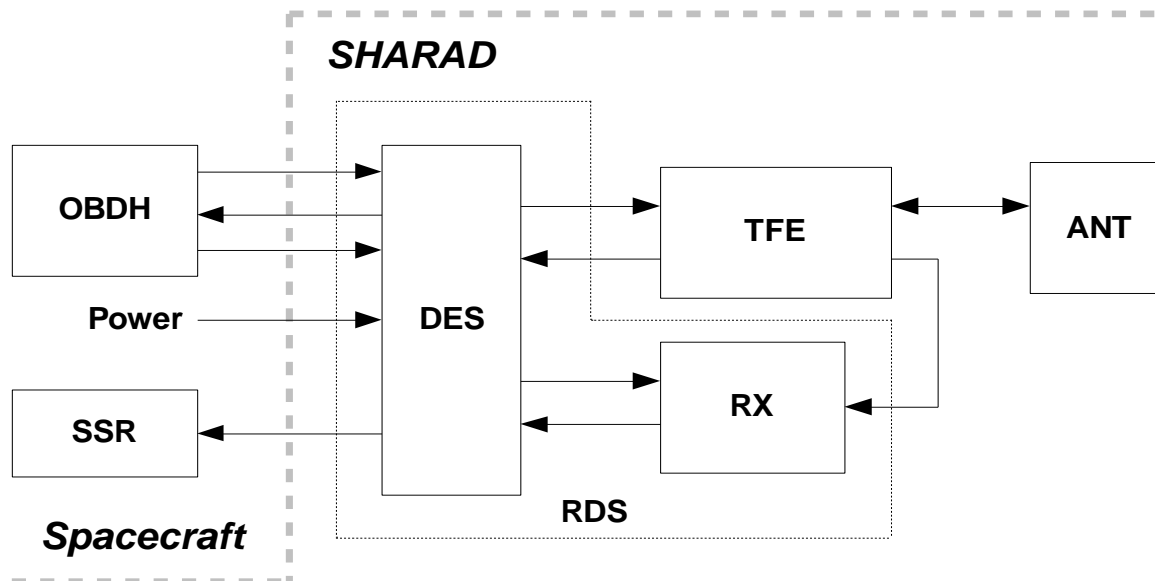 SHARAD
OBDH
TFE
ANT
Power
DES
RX
SSR
RDS
Spacecraft